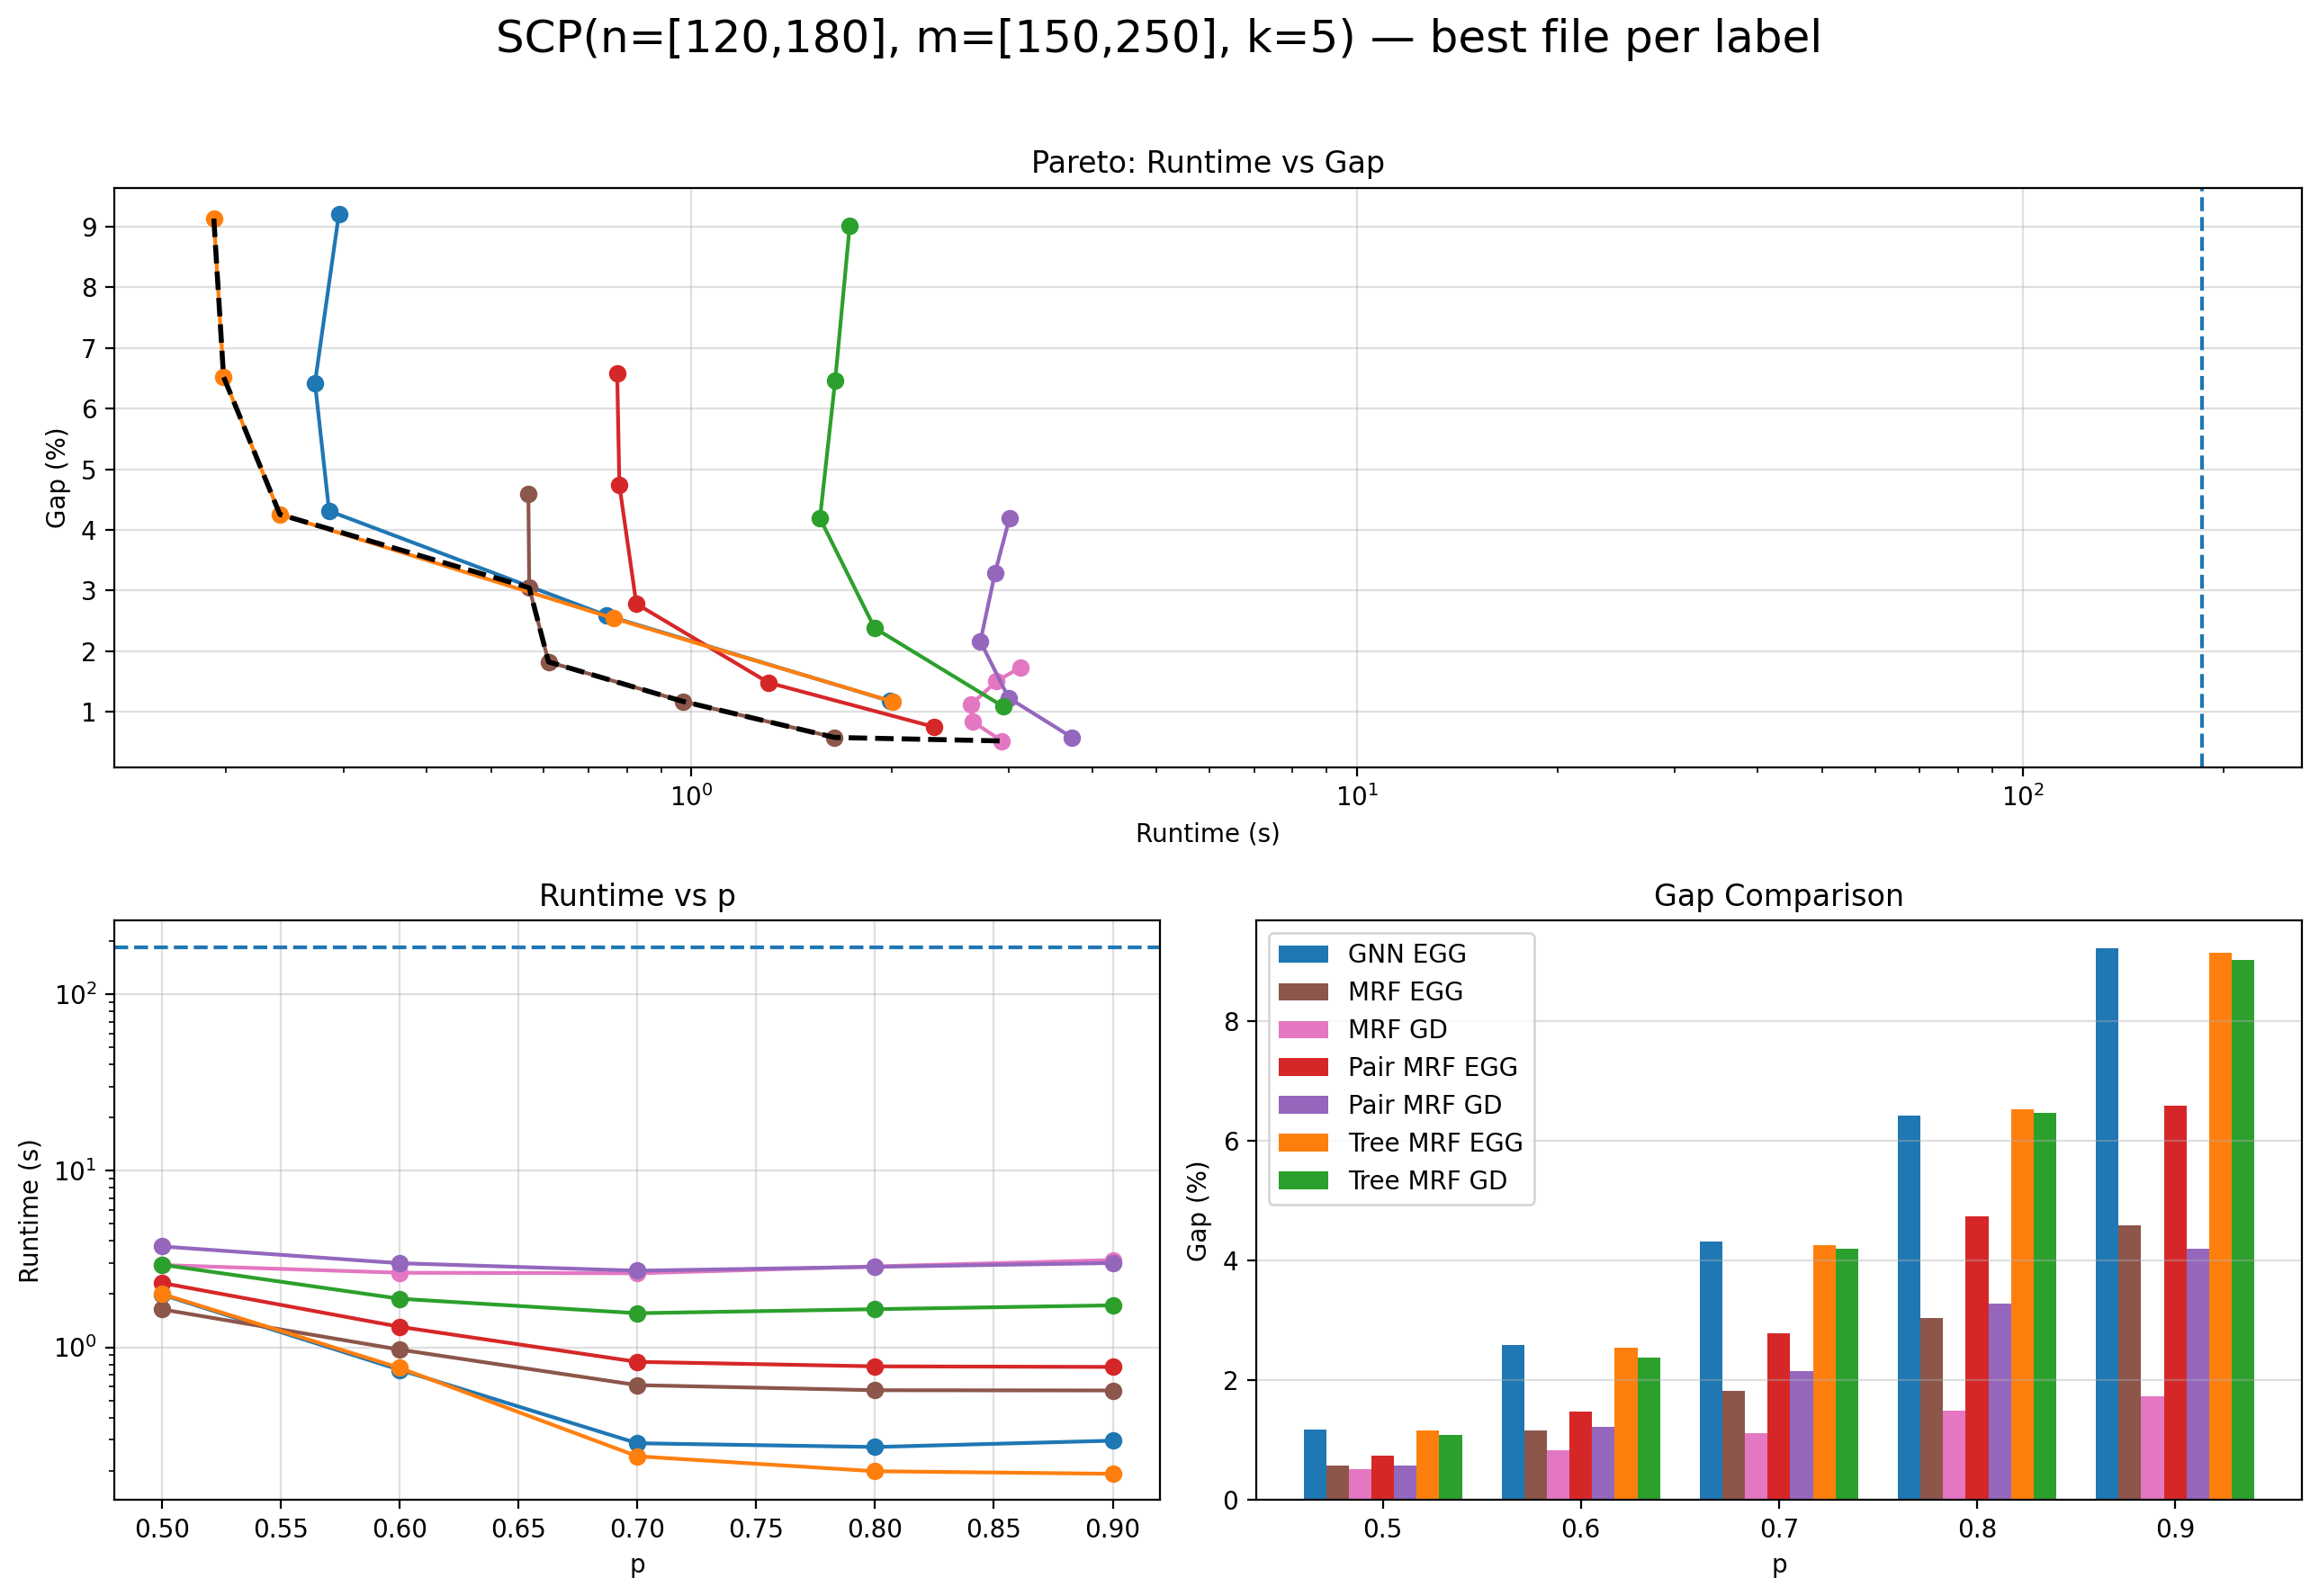 SCP(n=[120,180], m=[150,250], k=5) — best file per label
Pareto: Runtime vs Gap
9
8
7
6
5
4
3
2
1
Gap (%)
10⁰
10¹
10²
Runtime (s)
Runtime vs p
10²
10¹
10⁰
Runtime (s)
0.50 0.55 0.60 0.65 0.70 0.75 0.80 0.85 0.90
p
Gap Comparison
GNN EGG
MRF EGG
MRF GD
Pair MRF EGG
Pair MRF GD
Tree MRF EGG
Tree MRF GD
8
6
4
2
0
Gap (%)
0.5 0.6 0.7 0.8 0.9
p